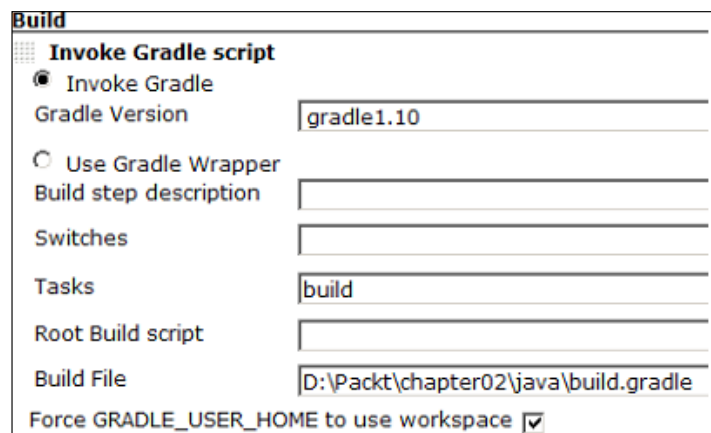 Build
Invoke Gradle script
Invoke Gradle
Gradle Version gradle1.10
Use Gradle Wrapper
Build step description
Switches
Tasks build
Root Build script
Build File D:\Packt\chapter02\java\build.gradle
Force GRADLE_USER_HOME to use workspace